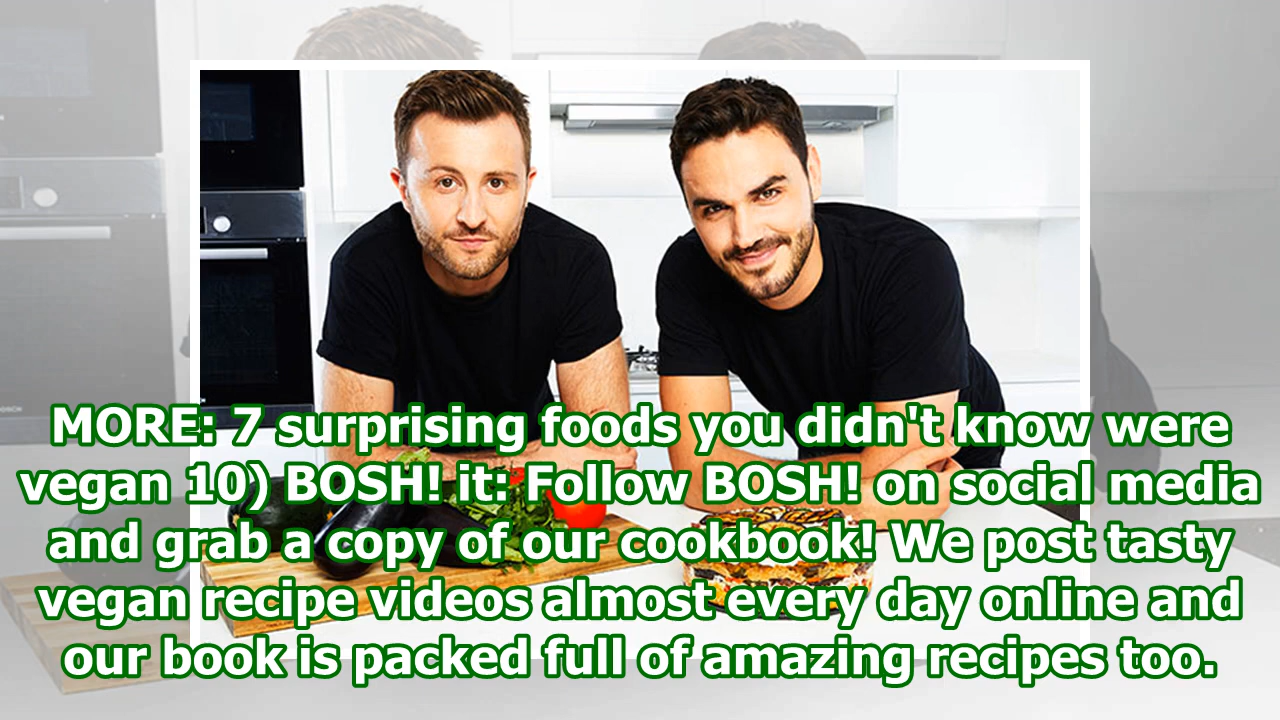 MORE: 7 surprising foods you didn't know were
vegan 10) BOSH! it: Follow BOSH! on social media
and grab a copy of our cookbook! We post tasty
vegan recipe videos almost every day online and
our book is packed full of amazing recipes too.